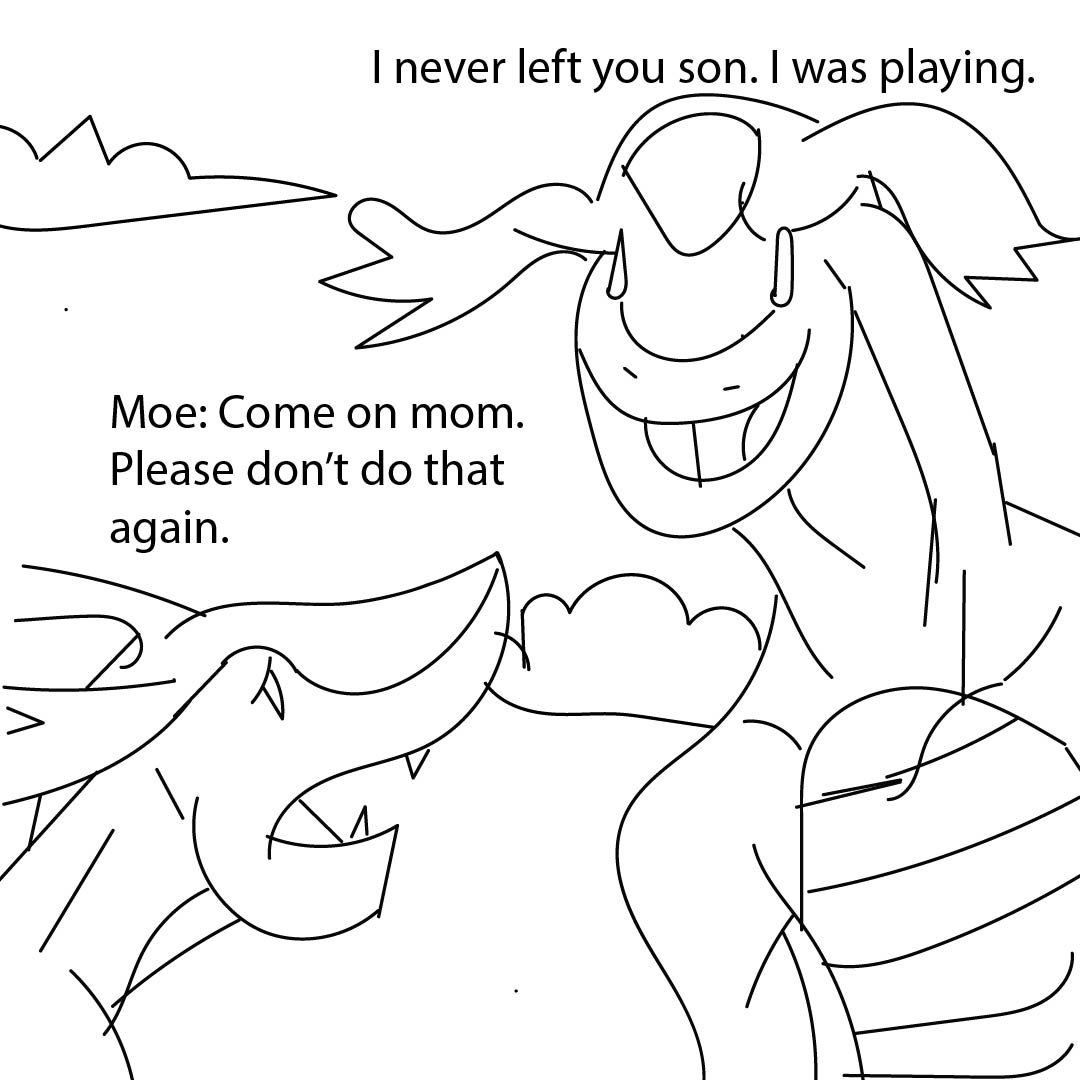 I never left you son. I was playing.
Moe: Come on mom.
Please don’t do that
again.